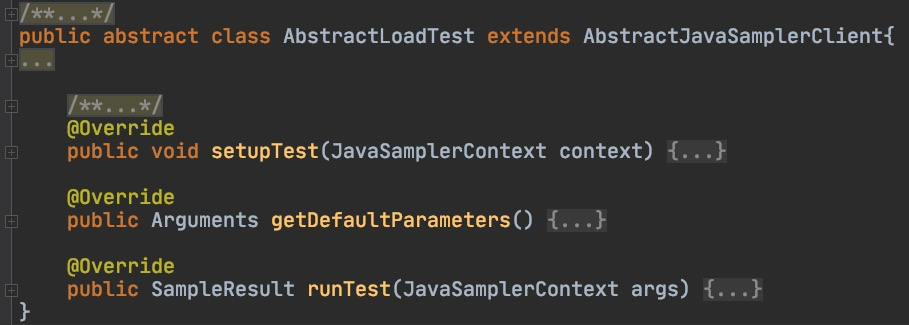 /**...*/
public abstract class AbstractLoadTest extends AbstractJavaSamplerClient{
...
/**...*/
@Override
public void setupTest(JavaSamplerContext context) {...}
@Override
public Arguments getDefaultParameters() {...}
@Override
public SampleResult runTest(JavaSamplerContext args) {...}
}